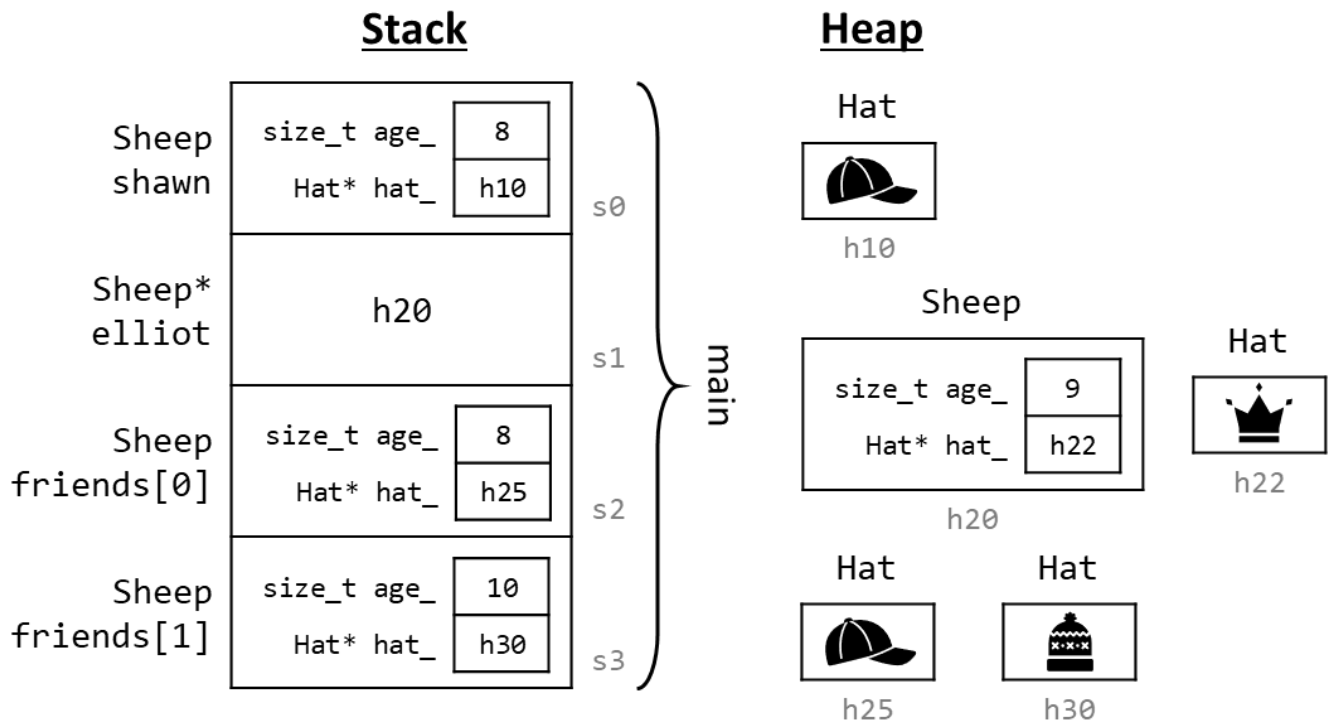 Stack
Heap
Sheep
shawn
size_t age_ 8
Hat* hat_ h10
s0
Sheep*
elliot
h20
s1
Sheep
friends[0]
size_t age_ 8
Hat* hat_ h25
s2
Sheep
friends[1]
size_t age_ 10
Hat* hat_ h30
s3
main
Hat
h10
Sheep
size_t age_ 9
Hat* hat_ h22
h20
Hat
h22
Hat
h25
Hat
h30